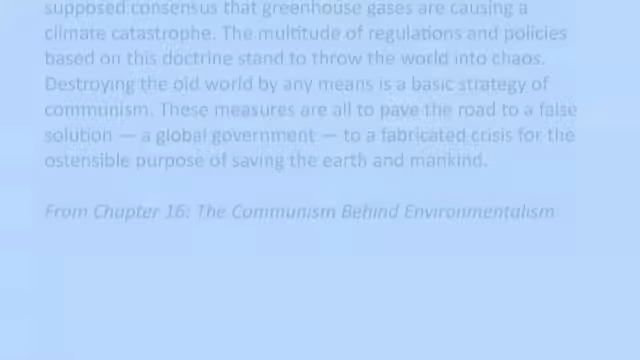 supposed consensus that greenhouse gases are causing a
climate catastrophe. The multitude of regulations and policies
based on this doctrine stand to throw the world into chaos.
Destroying the old world by any means is a basic strategy of
communism. These measures are all to pave the road to a false
solution — a global government — to a fabricated crisis for the
ostensible purpose of saving the earth and mankind.
From Chapter 16: The Communism Behind Environmentalism